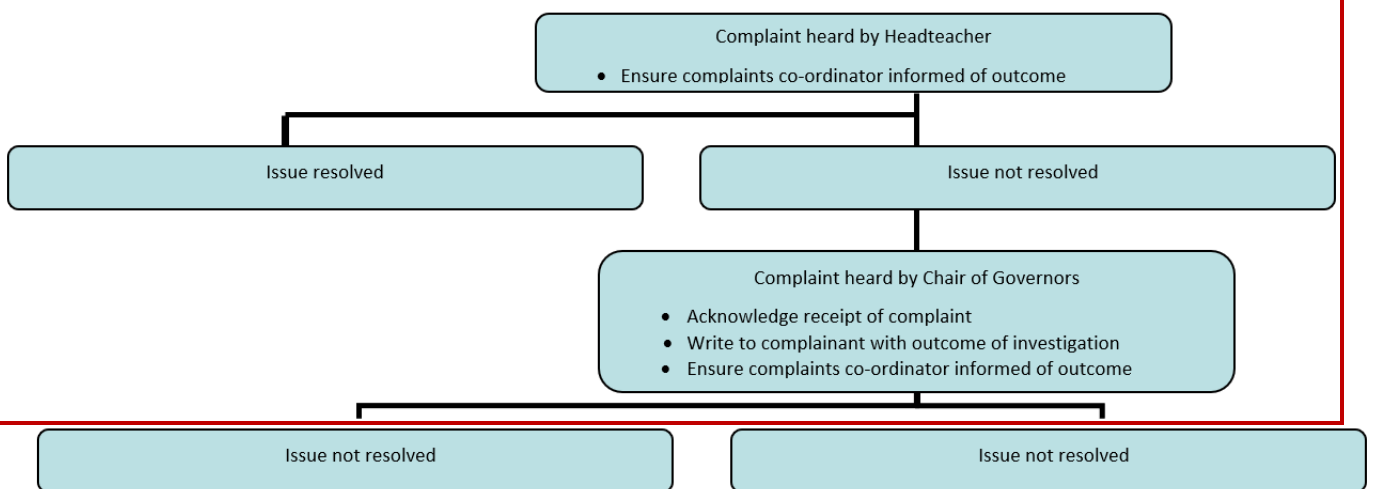 Complaint heard by Headteacher
• Ensure complaints co-ordinator informed of outcome
Issue resolved
Issue not resolved
Complaint heard by Chair of Governors
• Acknowledge receipt of complaint
• Write to complainant with outcome of investigation
• Ensure complaints co-ordinator informed of outcome
Issue not resolved
Issue not resolved